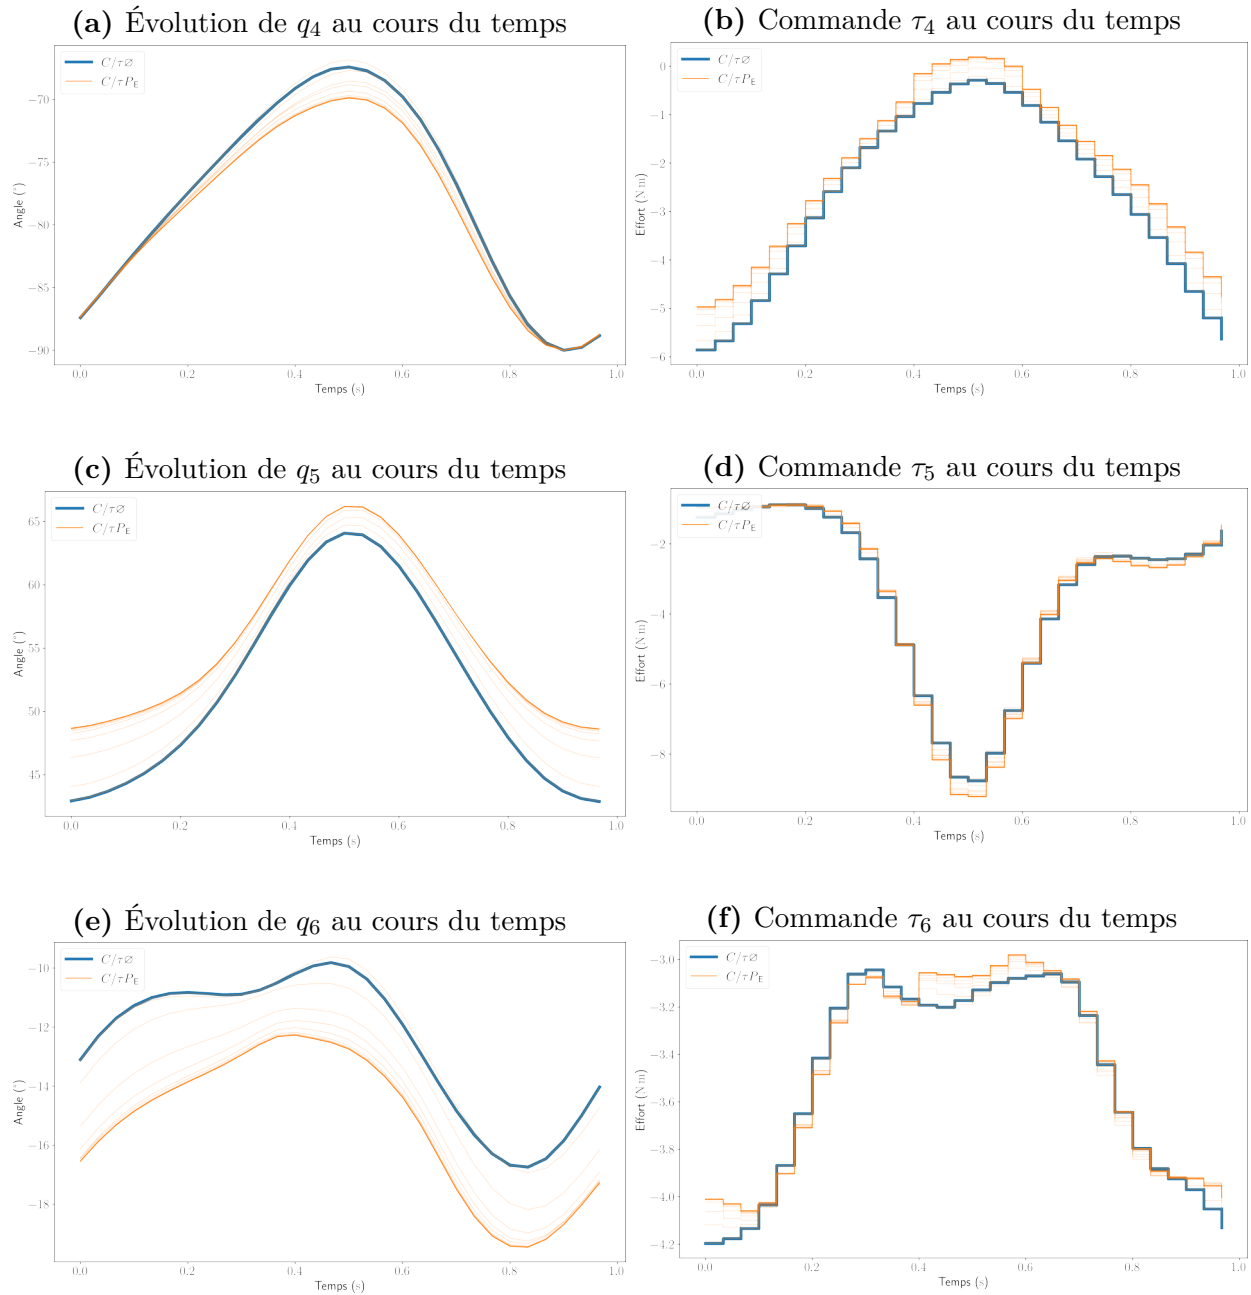 (a) Évolution de q4 au cours du temps
C/τ∅
C/τPE
Angle (°)
−70
−75
−80
−85
−90
0.0 0.2 0.4 0.6 0.8 1.0
Temps (s)
(b) Commande τ4 au cours du temps
C/τ∅
C/τPE
Effort (N m)
0
−1
−2
−3
−4
−5
−6
0.0 0.2 0.4 0.6 0.8 1.0
Temps (s)
(c) Évolution de q5 au cours du temps
C/τ∅
C/τPE
Angle (°)
65
60
55
50
45
0.0 0.2 0.4 0.6 0.8 1.0
Temps (s)
(d) Commande τ5 au cours du temps
C/τ∅
C/τPE
Effort (N m)
−2
−4
−6
−8
0.0 0.2 0.4 0.6 0.8 1.0
Temps (s)
(e) Évolution de q6 au cours du temps
C/τ∅
C/τPE
Angle (°)
−10
−12
−14
−16
−18
0.0 0.2 0.4 0.6 0.8 1.0
Temps (s)
(f) Commande τ6 au cours du temps
C/τ∅
C/τPE
Effort (N m)
−3.0
−3.2
−3.4
−3.6
−3.8
−4.0
−4.2
0.0 0.2 0.4 0.6 0.8 1.0
Temps (s)